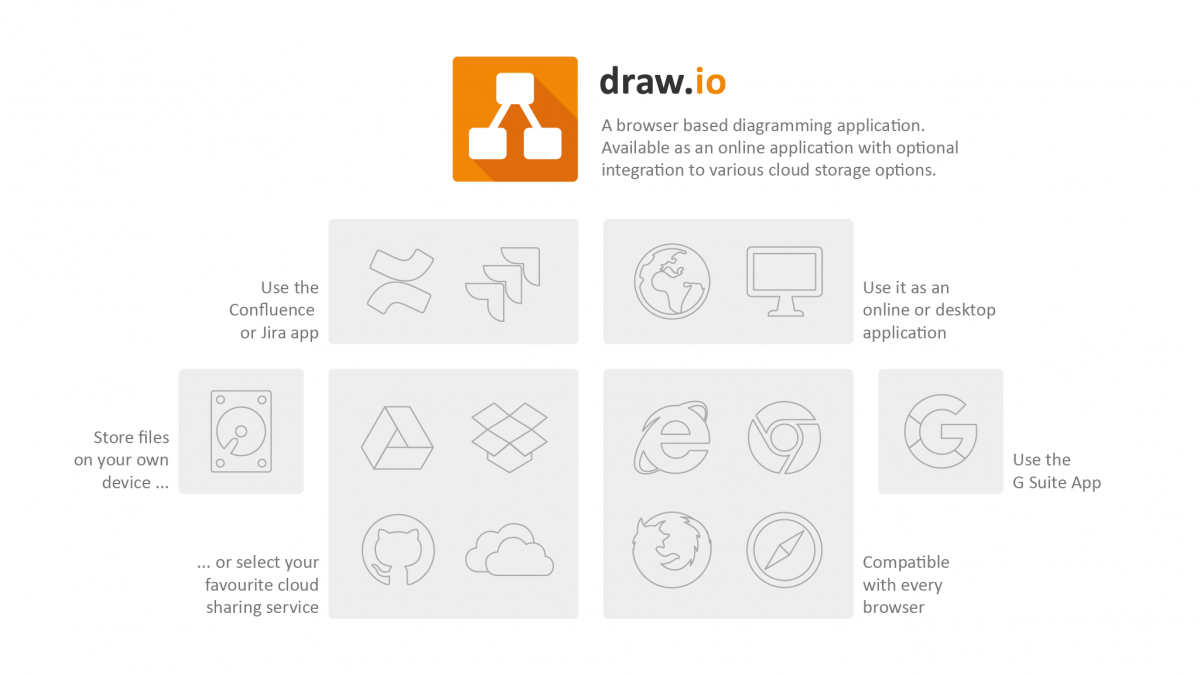 draw.io
A browser based diagramming application.
Available as an online application with optional
integration to various cloud storage options.
Use the
Confluence
or Jira app
Use it as an
online or desktop
application
Store files
on your own
device ...
Use the
G Suite App
... or select your
favourite cloud
sharing service
Compatible
with every
browser